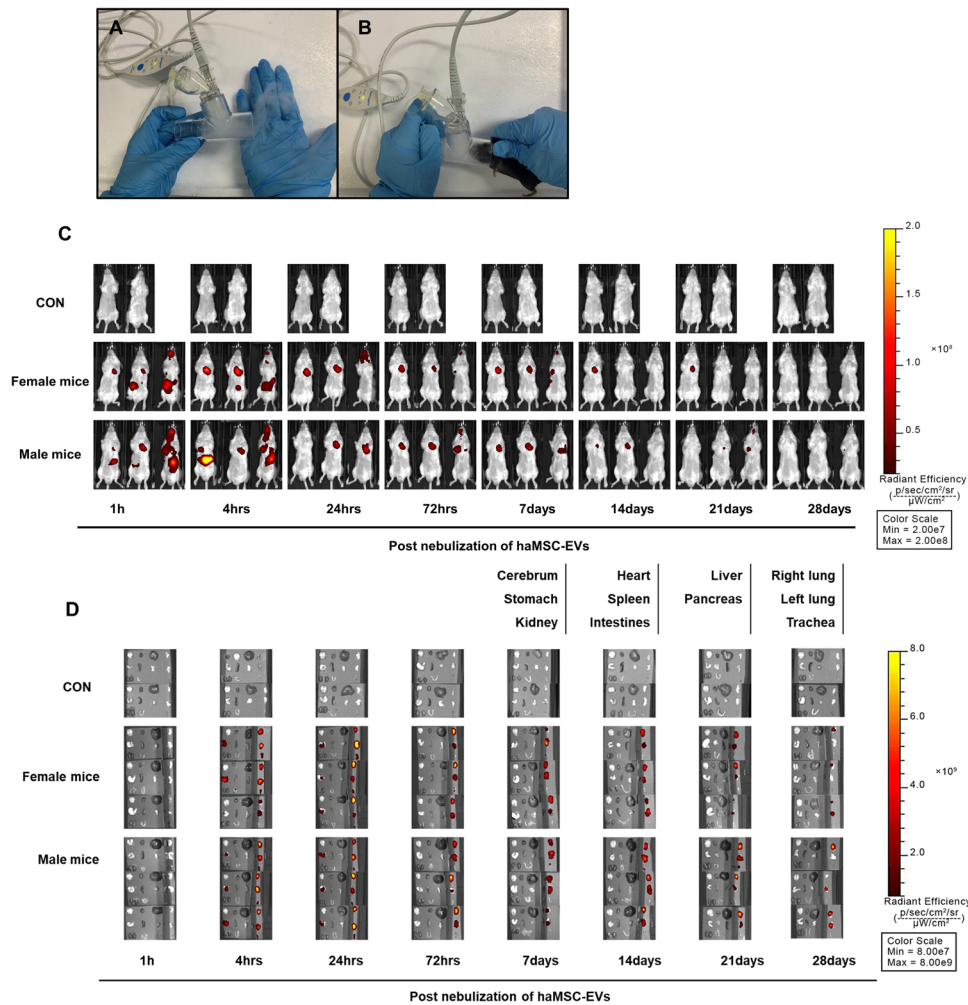 A
B
C
CON
Female mice
Male mice
1h 4hrs 24hrs 72hrs 7days 14days 21days 28days
Post nebulization of haMSC-EVs
2.0
1.5
×10⁸
1.0
0.5
Radiant Efficiency
(p/sec/cm²/sr
µW/cm²)
Color Scale
Min = 2.00e7
Max = 2.00e8
D
Cerebrum Heart Liver Right lung
Stomach Spleen Pancreas Left lung
Kidney Intestines Trachea
CON
Female mice
Male mice
1h 4hrs 24hrs 72hrs 7days 14days 21days 28days
Post nebulization of haMSC-EVs
8.0
6.0
×10⁹
4.0
2.0
Radiant Efficiency
(p/sec/cm²/sr
µW/cm²)
Color Scale
Min = 8.00e7
Max = 8.00e9